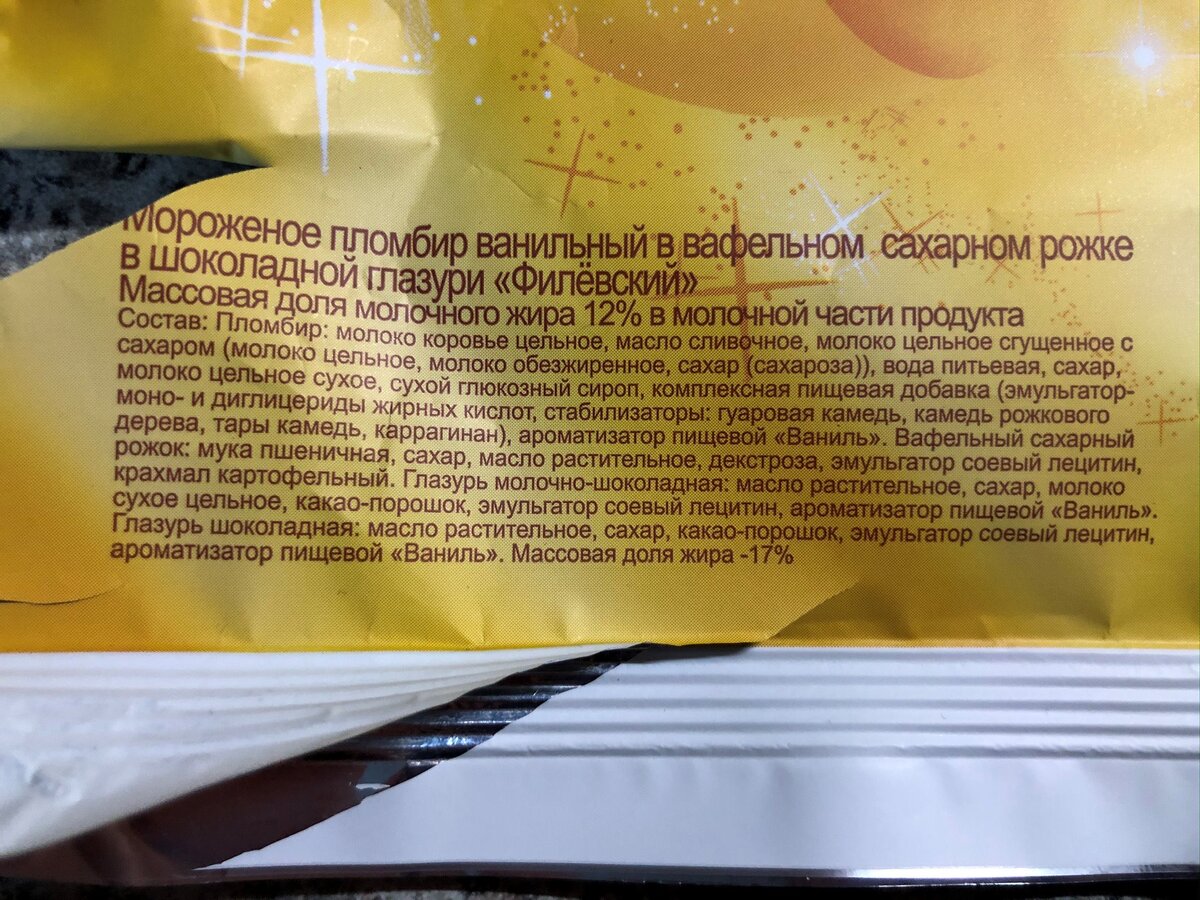 Мороженое пломбир ванильный в вафельном сахарном рожке
в шоколадной глазури «Филёвский»
Массовая доля молочного жира 12% в молочной части продукта
Состав: Пломбир: молоко коровье цельное, масло сливочное, молоко цельное сгущенное с
сахаром (молоко цельное, молоко обезжиренное, сахар (сахароза)), вода питьевая, сахар,
молоко цельное сухое, сухой глюкозный сироп, комплексная пищевая добавка (эмульгатор-
моно- и диглицериды жирных кислот, стабилизаторы: гуаровая камедь, камедь рожкового
дерева, тары камедь, каррагинан), ароматизатор пищевой «Ваниль». Вафельный сахарный
рожок: мука пшеничная, сахар, масло растительное, декстроза, эмульгатор соевый лецитин,
крахмал картофельный. Глазурь молочно-шоколадная: масло растительное, сахар, молоко
сухое цельное, какао-порошок, эмульгатор соевый лецитин, ароматизатор пищевой «Ваниль».
Глазурь шоколадная: масло растительное, сахар, какао-порошок, эмульгатор соевый лецитин,
ароматизатор пищевой «Ваниль». Массовая доля жира -17%